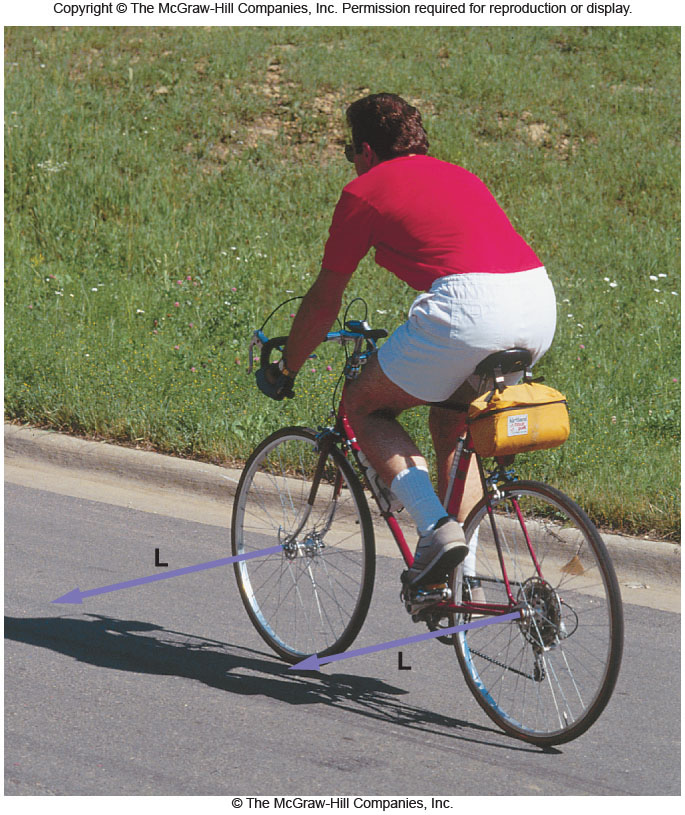 Copyright © The McGraw-Hill Companies, Inc. Permission required for reproduction or display.
L
L
© The McGraw-Hill Companies, Inc.